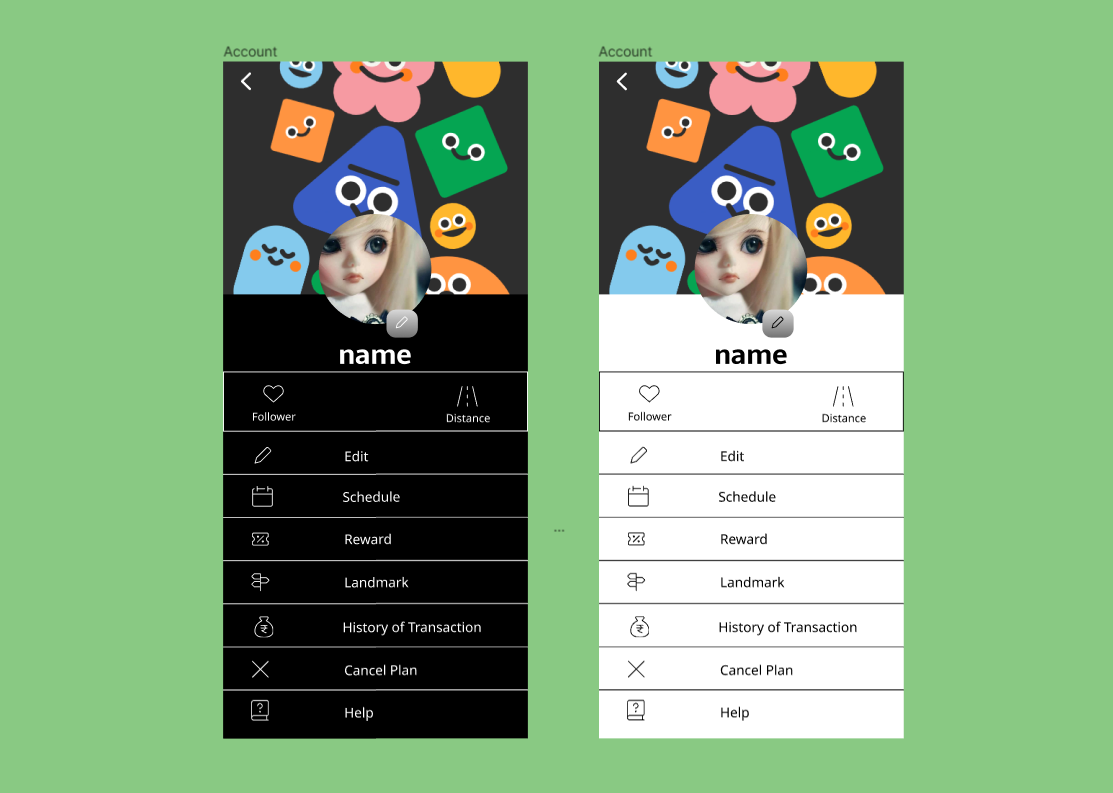 Account
name
Follower
Distance
Edit
Schedule
Reward
Landmark
History of Transaction
Cancel Plan
Help
...
Account
name
Follower
Distance
Edit
Schedule
Reward
Landmark
History of Transaction
Cancel Plan
Help